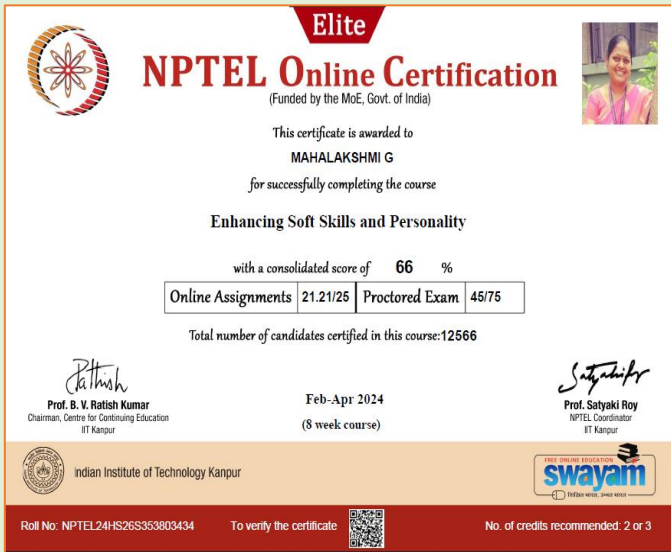 Elite
NPTEL Online Certification
(Funded by the MoE, Govt. of India)
This certificate is awarded to
MAHALAKSHMI G
for successfully completing the course
Enhancing Soft Skills and Personality
with a consolidated score of 66 %
Online Assignments 21.21/25 Proctored Exam 45/75
Total number of candidates certified in this course:12566
Prof. B. V. Ratish Kumar
Chairman, Centre for Continuing Education
IIT Kanpur
Feb-Apr 2024
(8 week course)
Prof. Satyaki Roy
NPTEL Coordinator
IIT Kanpur
Indian Institute of Technology Kanpur
FREE ONLINE EDUCATION
swayam
शिक्षित भारत, उन्नत भारत
Roll No: NPTEL24HS26S353803434 To verify the certificate No. of credits recommended: 2 or 3